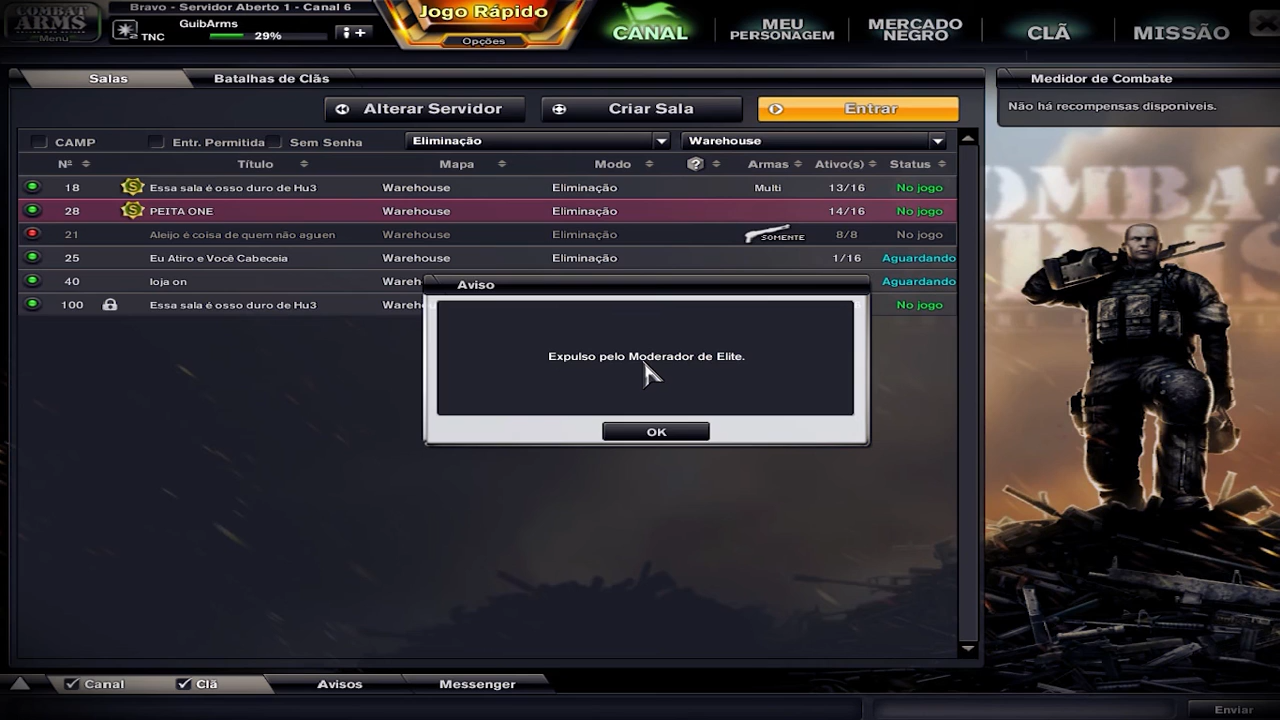 COMBAT ARMS
Menu
Bravo - Servidor Aberto 1 - Canal 6
TNC
GuibArms
29%
Jogo Rápido
Opções
CANAL
MEU PERSONAGEM
MERCADO NEGRO
CLÃ
MISSÃO
Salas
Batalhas de Clãs
Medidor de Combate
Não há recompensas disponiveis.
Alterar Servidor
Criar Sala
Entrar
CAMP
Entr. Permitida
Sem Senha
Eliminação
Warehouse
Nº Título Mapa Modo ? Armas Ativo(s) Status
18 S Essa sala é osso duro de Hu3 Warehouse Eliminação Multi 13/16 No jogo
28 S PEITA ONE Warehouse Eliminação 14/16 No jogo
21 Aleijo é coisa de quem não aguien Warehouse Eliminação SOMENTE 8/8 No jogo
25 Eu Atiro e Você Cabeceia Warehouse Eliminação 1/16 Aguardando
40 loja on Wareh Aguardando
100 Essa sala é osso duro de Hu3 Wareh No jogo
Aviso
Expulso pelo Moderador de Elite.
OK
Canal
Clã
Avisos
Messenger
Enviar